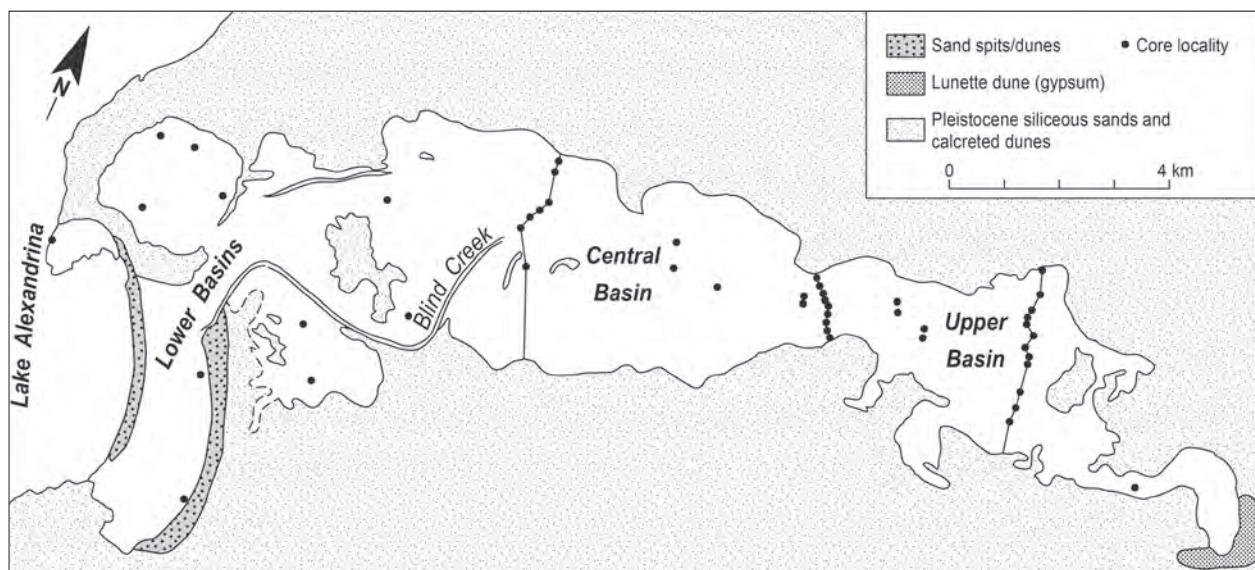 N
Lake Alexandrina
Lower Basins
Blind Creek
Central
Basin
Upper
Basin
Sand spits/dunes
Core locality
Lunette dune (gypsum)
Pleistocene siliceous sands and
calcreted dunes
0 4 km